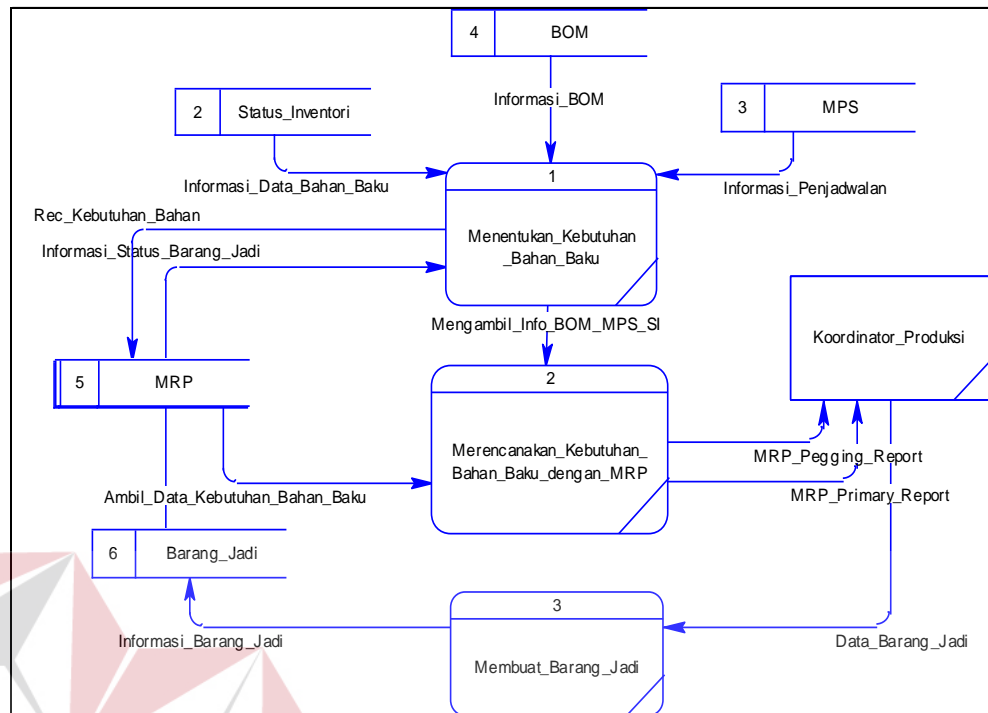 4 BOM
Informasi_BOM
2 Status_Inventori
3 MPS
Informasi_Data_Bahan_Baku
Informasi_Penjadwalan
1
Menentukan_Kebutuhan
_Bahan_Baku
Rec_Kebutuhan_Bahan
Informasi_Status_Barang_Jadi
Mengambil_Info_BOM_MPS_SI
Koordinator_Produksi
5 MRP
2
Merencanakan_Kebutuhan_
Bahan_Baku_dengan_MRP
MRP_Pegging_Report
MRP_Primary_Report
Ambil_Data_Kebutuhan_Bahan_Baku
6 Barang_Jadi
3
Membuat_Barang_Jadi
Informasi_Barang_Jadi
Data_Barang_Jadi